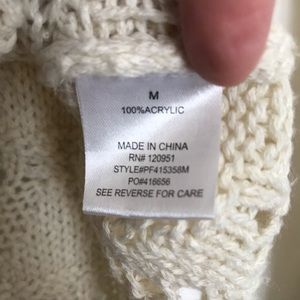 M
100%ACRYLIC
MADE IN CHINA
RN# 120951
STYLE#PF415358M
PO#416656
SEE REVERSE FOR CARE